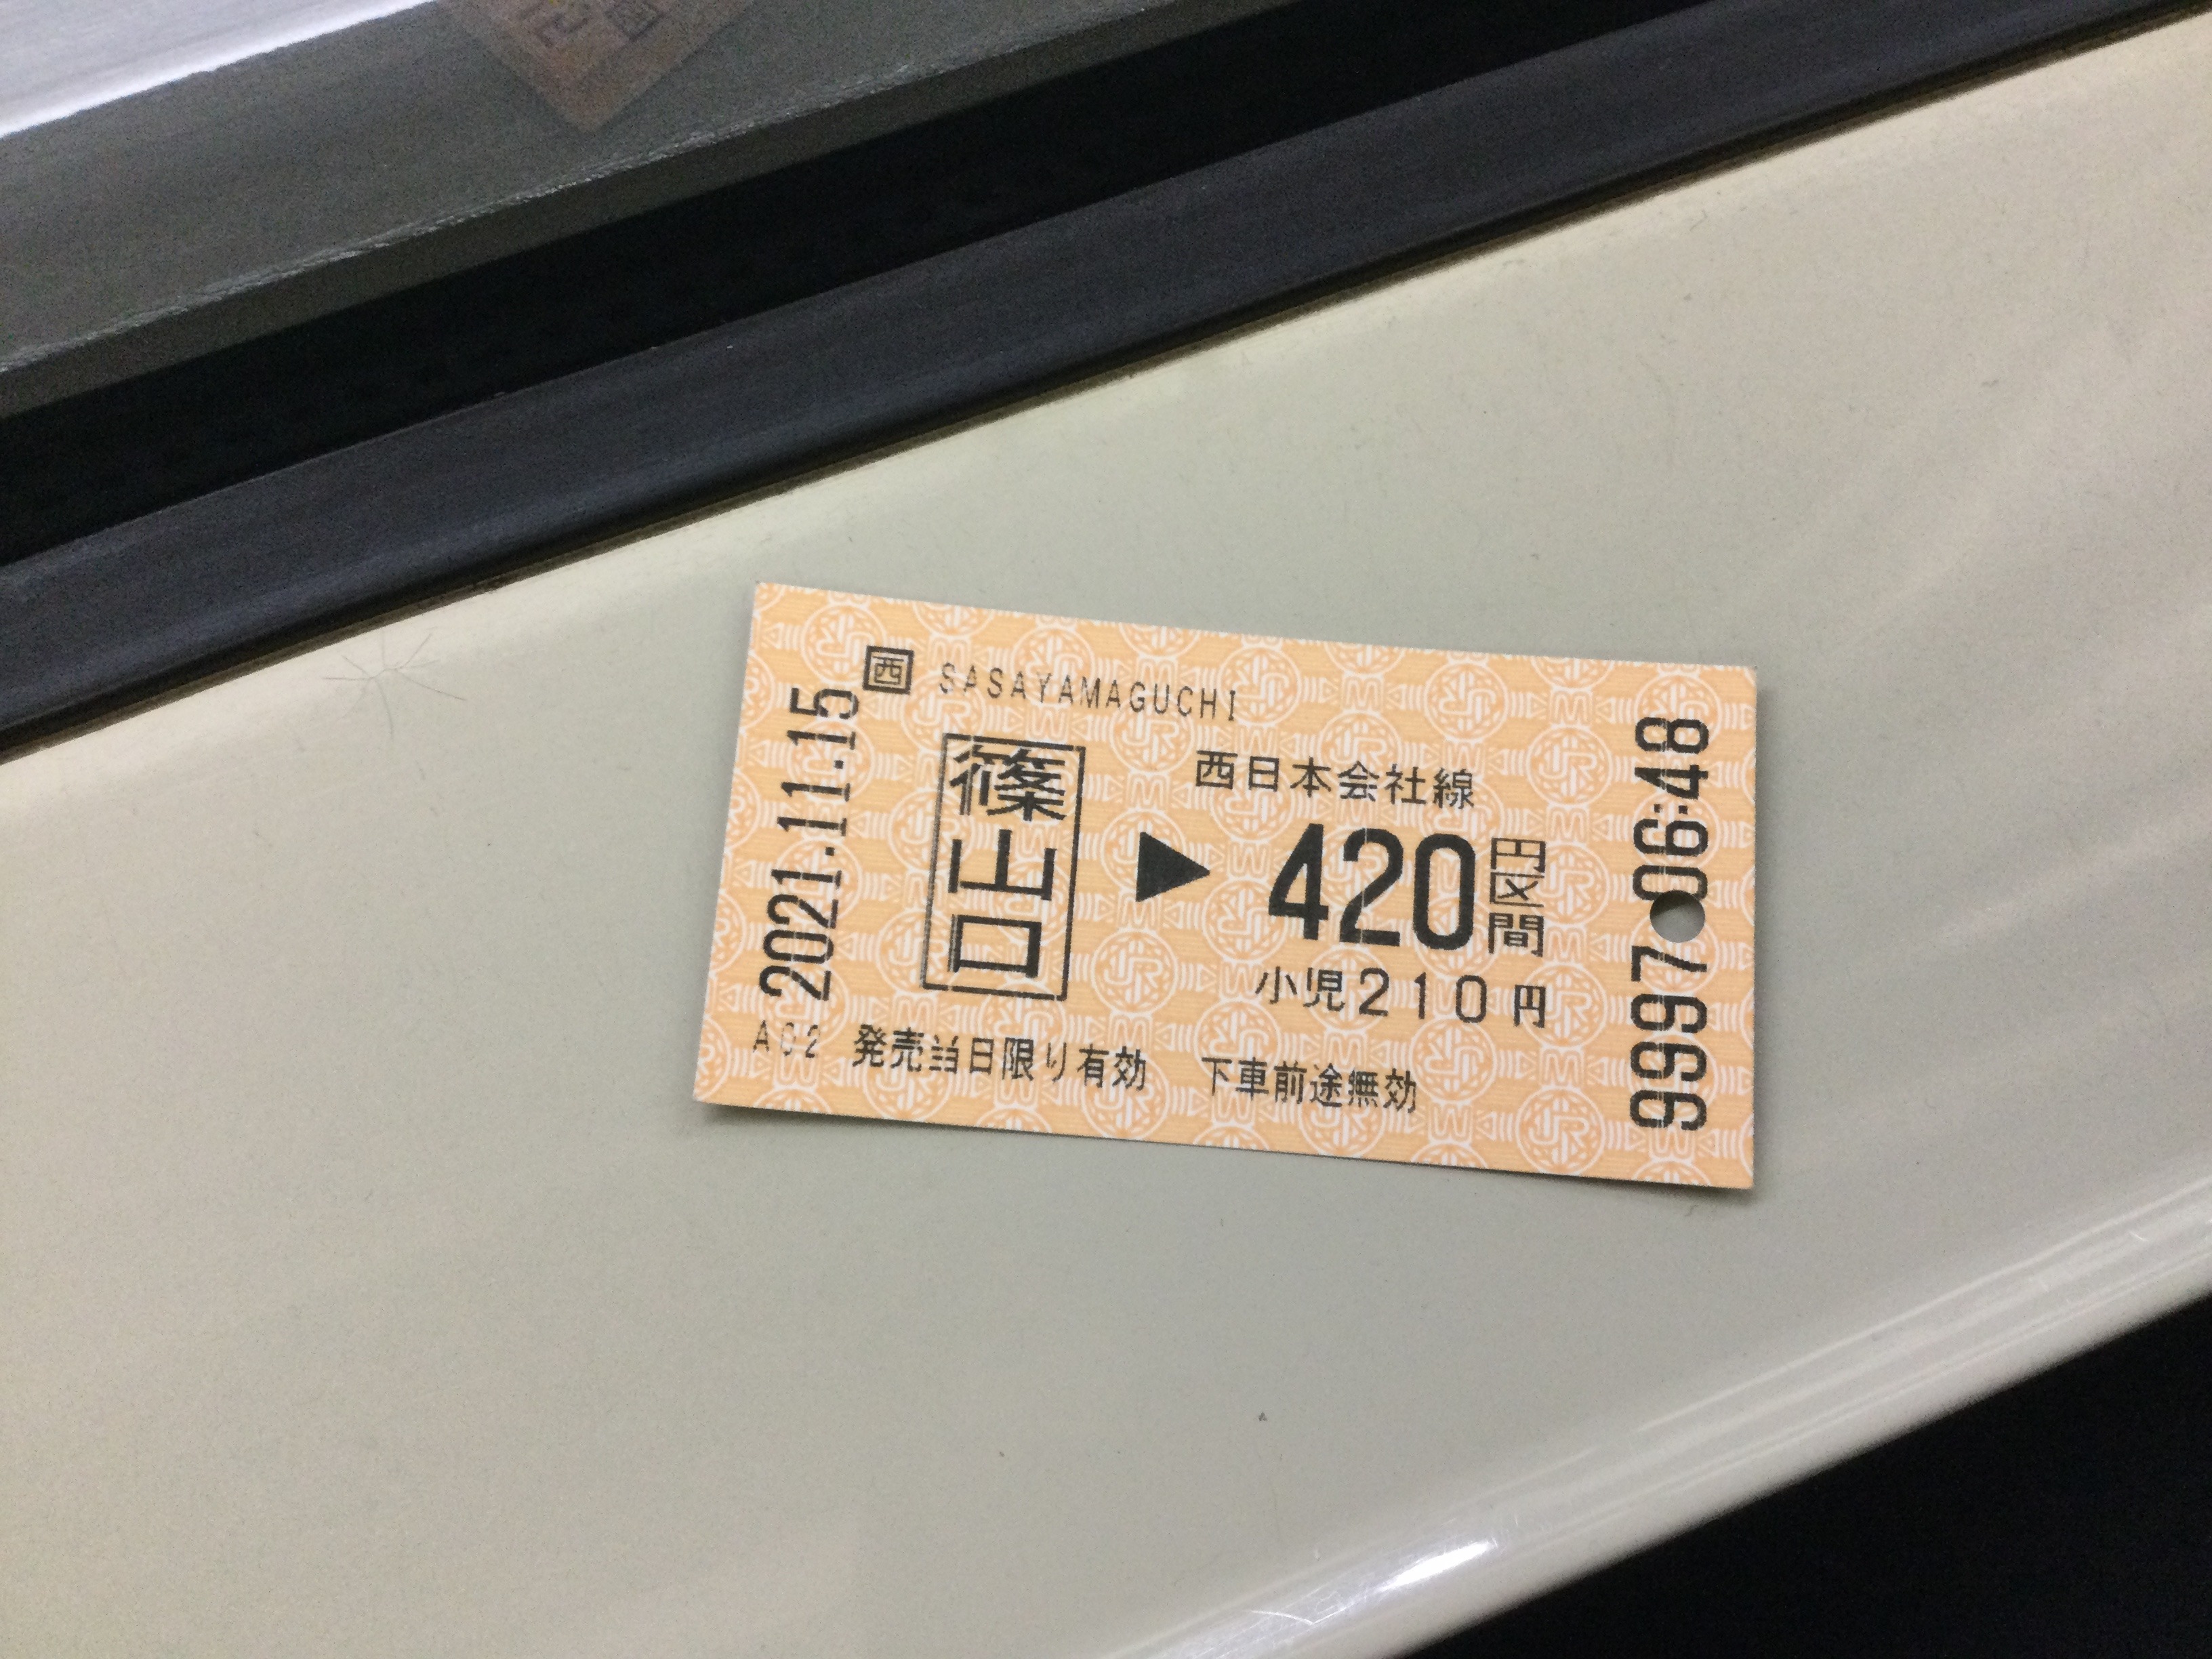 西 SASAYAMAGUCHI
2021.11.15
篠山口
▶
西日本会社線
420円区間
小児210円
A02 発売当日限り有効 下車前途無効
9997 06:48